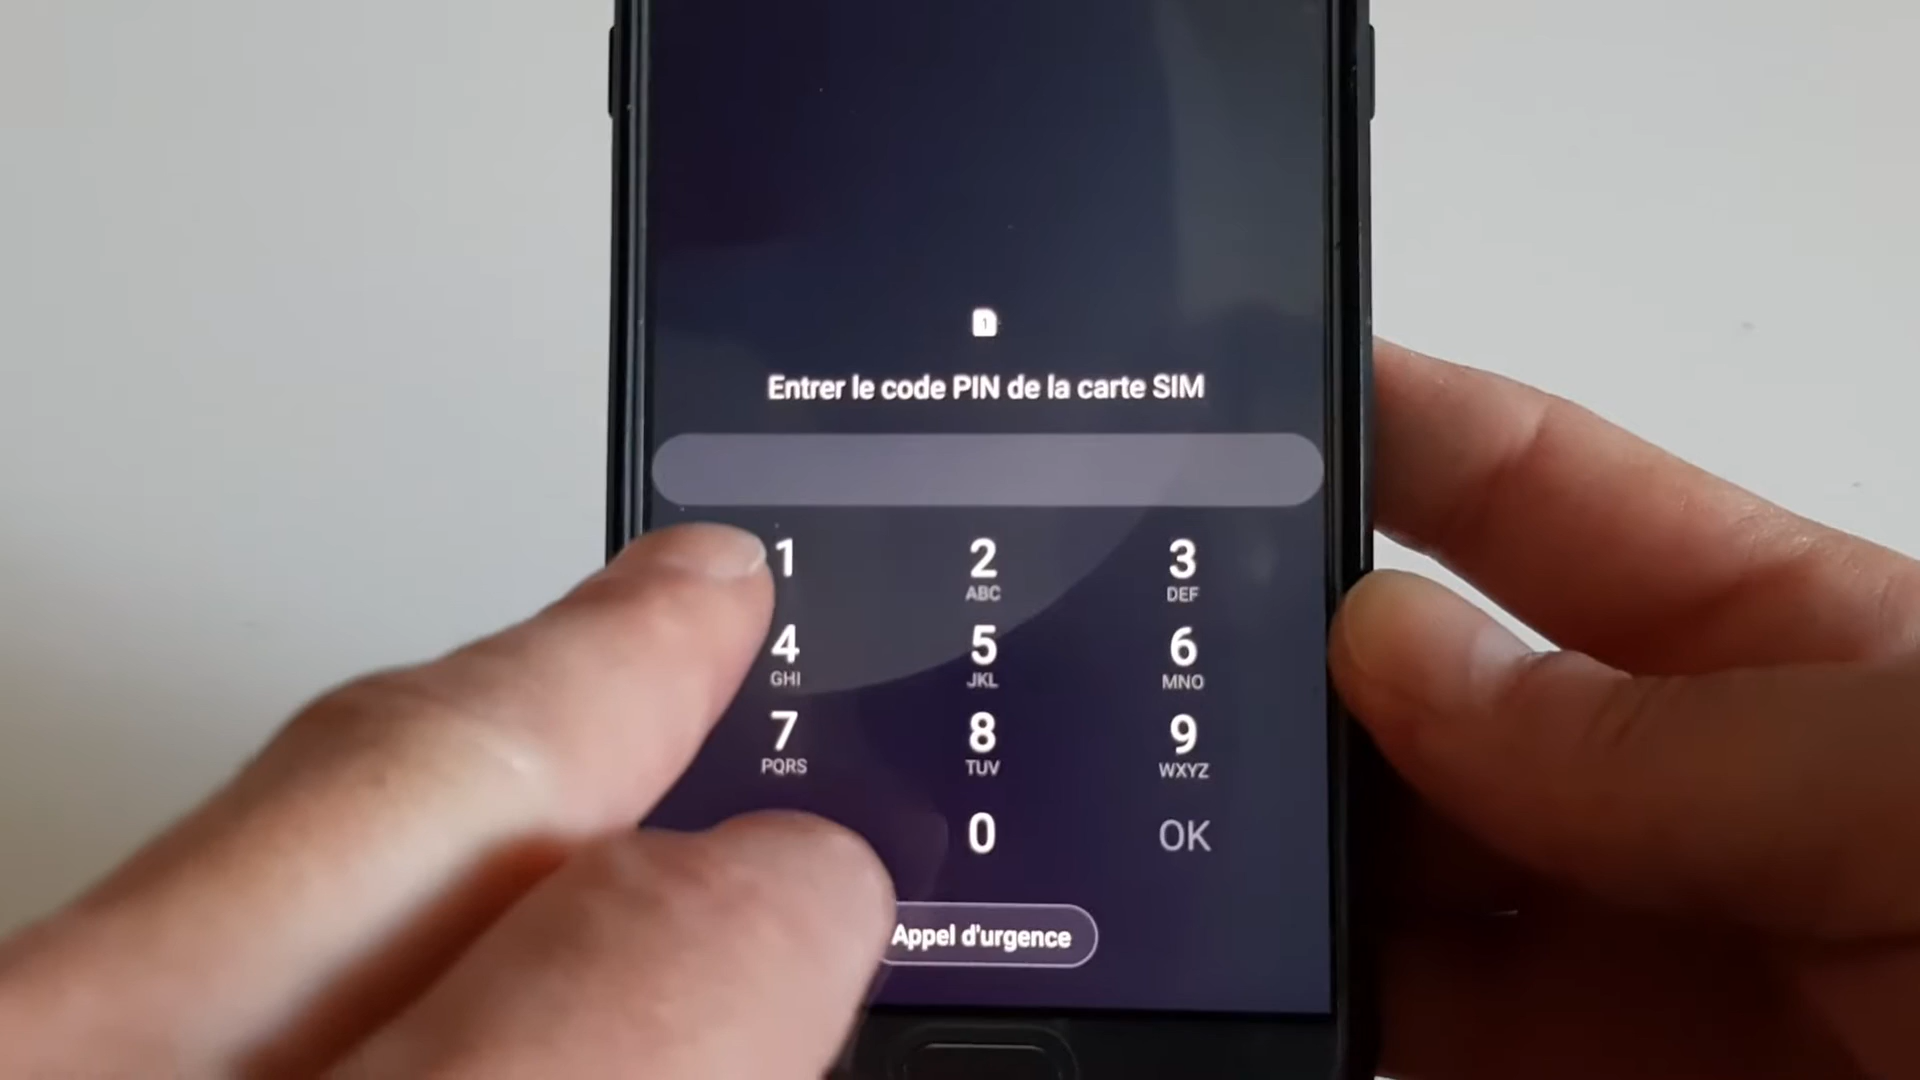 1
Entrer le code PIN de la carte SIM
1 2 3
ABC DEF
4 5 6
GHI JKL MNO
7 8 9
PQRS TUV WXYZ
0 OK
Appel d'urgence